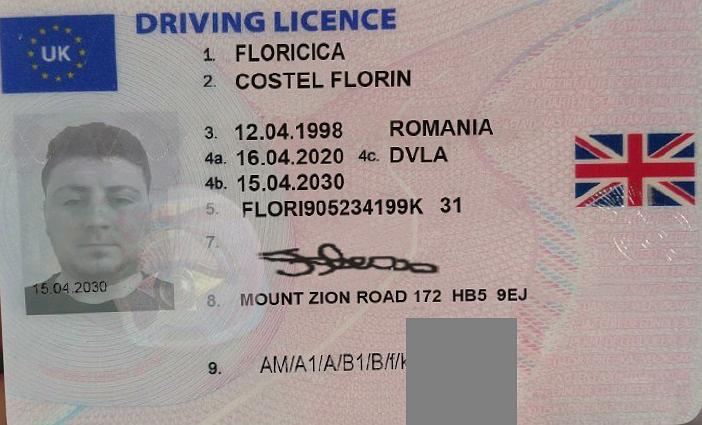 DRIVING LICENCE
UK
1. FLORICICA
2. COSTEL FLORIN
3. 12.04.1998 ROMANIA
4a. 16.04.2020 4c. DVLA
4b. 15.04.2030
5. FLORI905234199K 31
7.
15.04.2030
8. MOUNT ZION ROAD 172 HB5 9EJ
9. AM/A1/A/B1/B/f/